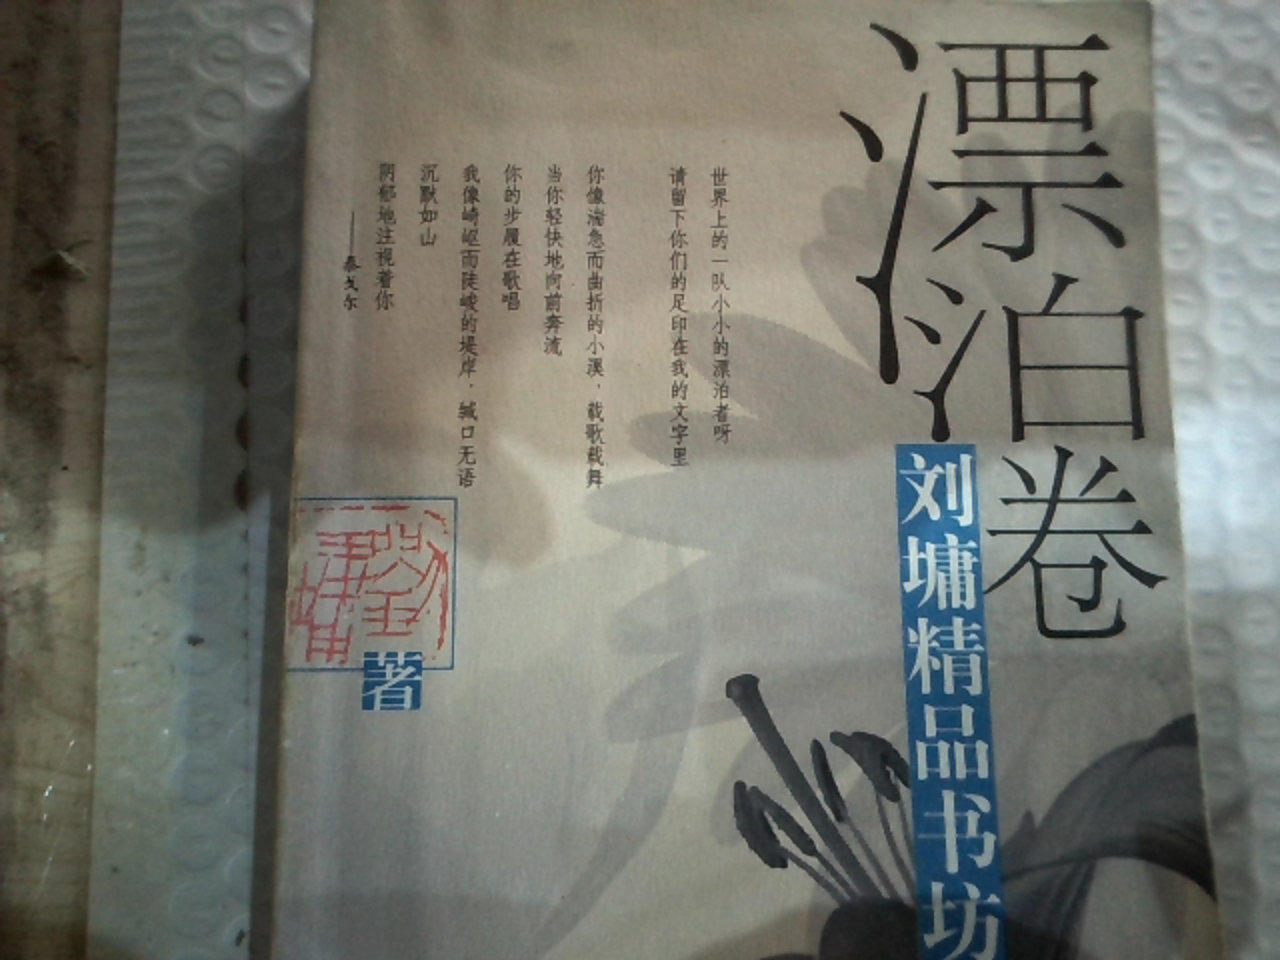 漂泊卷
刘墉精品书坊
世界上的一队小小的漂泊者呀
请留下你们的足印在我的文字里
你像湍急而曲折的小溪，载歌载舞
当你轻快地向前奔流
你的步履在歌唱
我像崎岖而陡峻的堤岸，缄口无语
沉默如山
阴郁地注视着你
——泰戈尔
劉墉
著